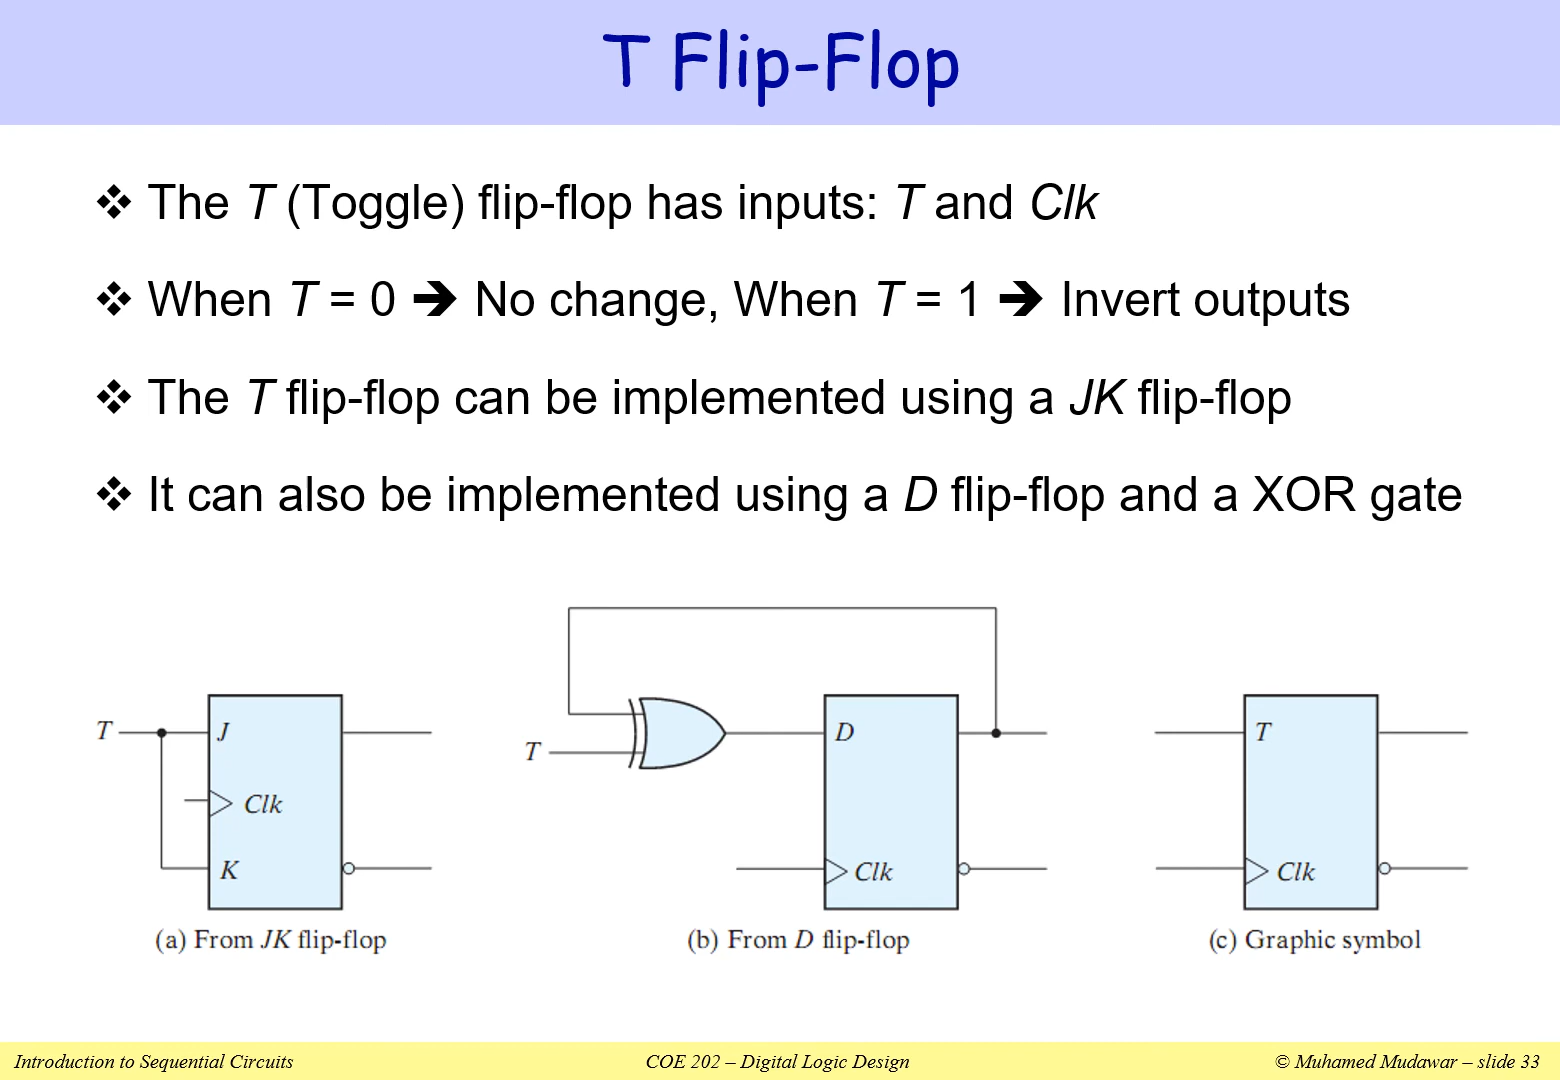 T Flip-Flop
❖ The T (Toggle) flip-flop has inputs: T and Clk
❖ When T = 0 ➔ No change, When T = 1 ➔ Invert outputs
❖ The T flip-flop can be implemented using a JK flip-flop
❖ It can also be implemented using a D flip-flop and a XOR gate
T
J
Clk
K
(a) From JK flip-flop
T
D
Clk
(b) From D flip-flop
T
Clk
(c) Graphic symbol
Introduction to Sequential Circuits
COE 202 – Digital Logic Design
© Muhamed Mudawar – slide 33